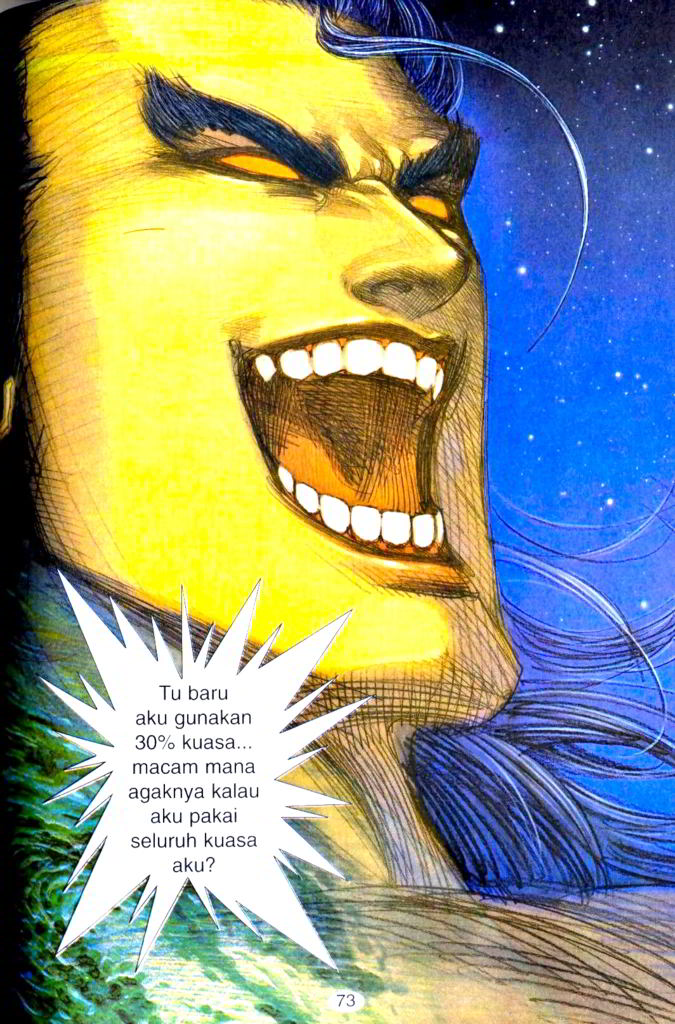 Tu baru
aku gunakan
30% kuasa...
macam mana
agaknya kalau
aku pakai
seluruh kuasa
aku?
73